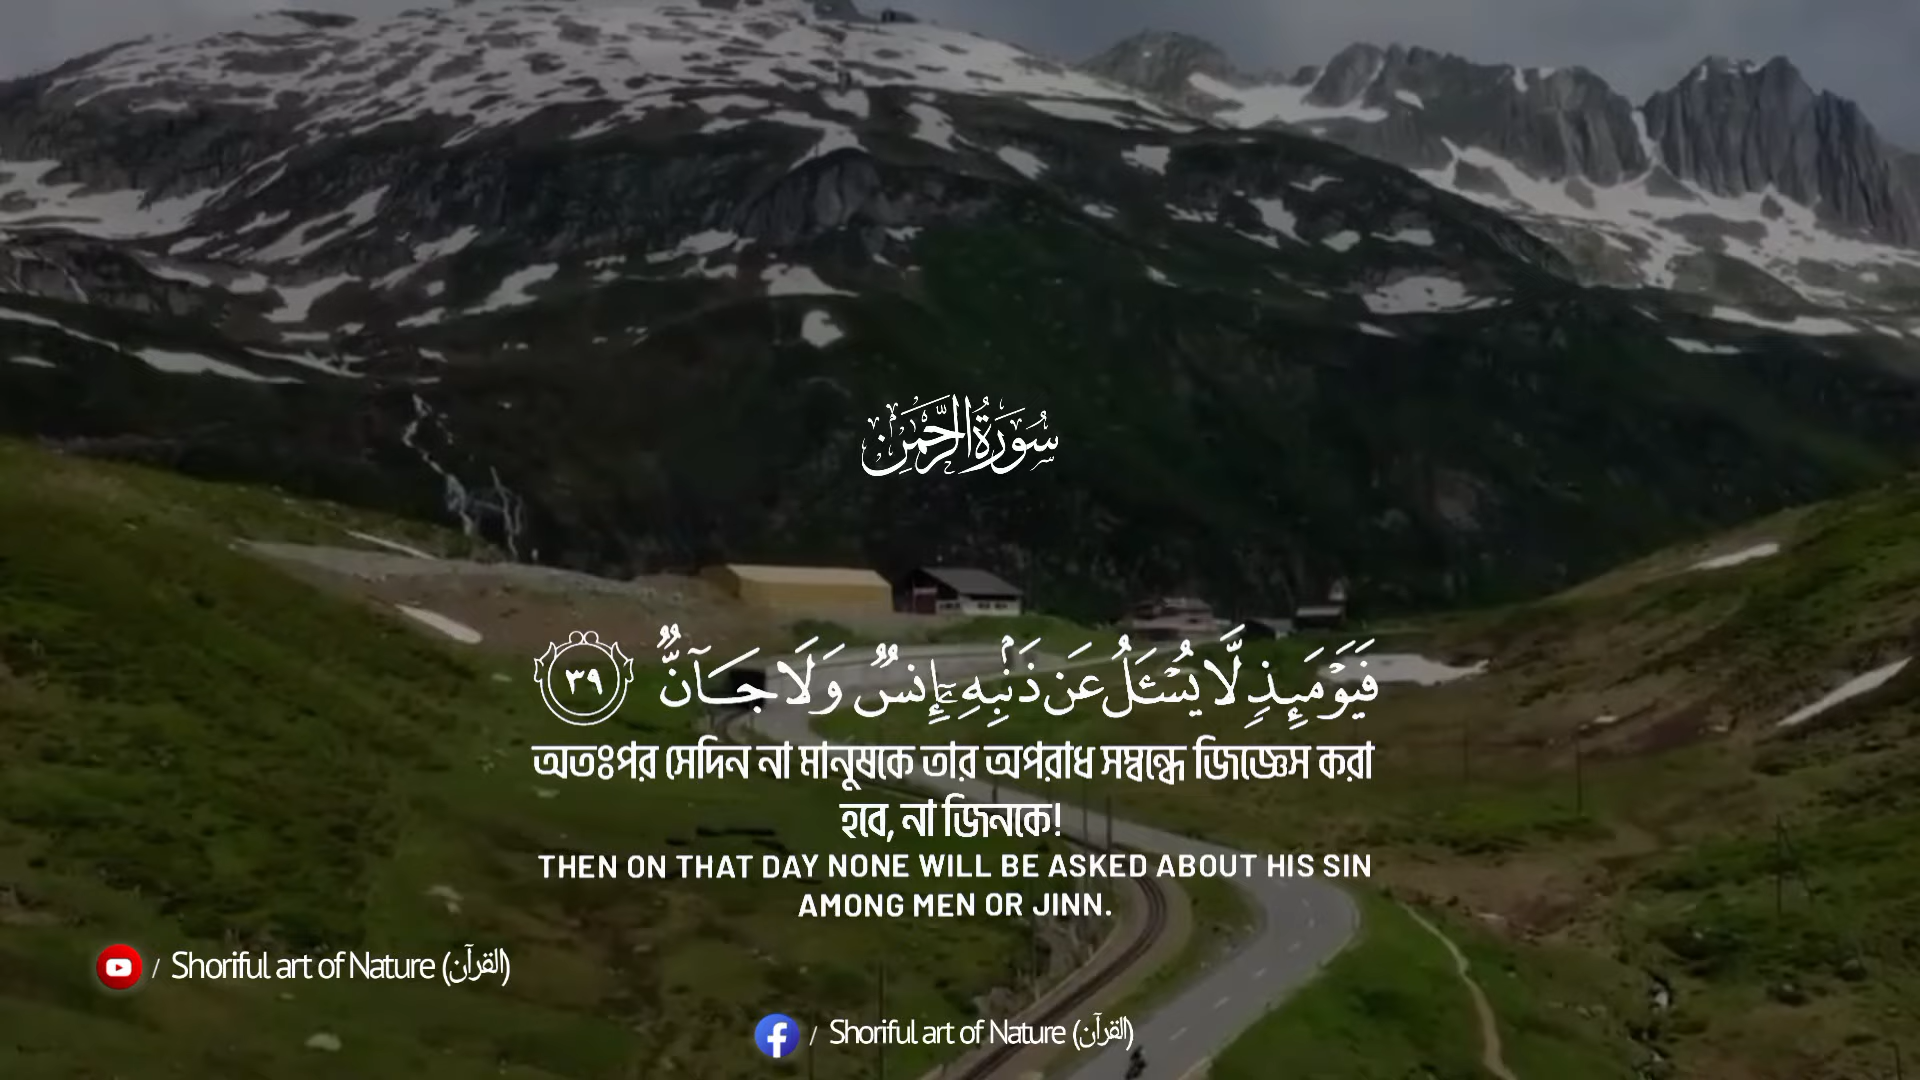 سُورَةُ الرَّحْمَٰن
فَيَوْمَئِذٍ لَّا يُسْـَٔلُ عَن ذَنۢبِهِۦٓ إِنسٌ وَلَا جَآنٌّ ٣٩
অতঃপর সেদিন না মানুষকে তার অপরাধ সম্বন্ধে জিজ্ঞেস করা
হবে, না জিনকে!
THEN ON THAT DAY NONE WILL BE ASKED ABOUT HIS SIN
AMONG MEN OR JINN.
/ Shoriful art of Nature (القرآن)
/ Shoriful art of Nature (القرآن)